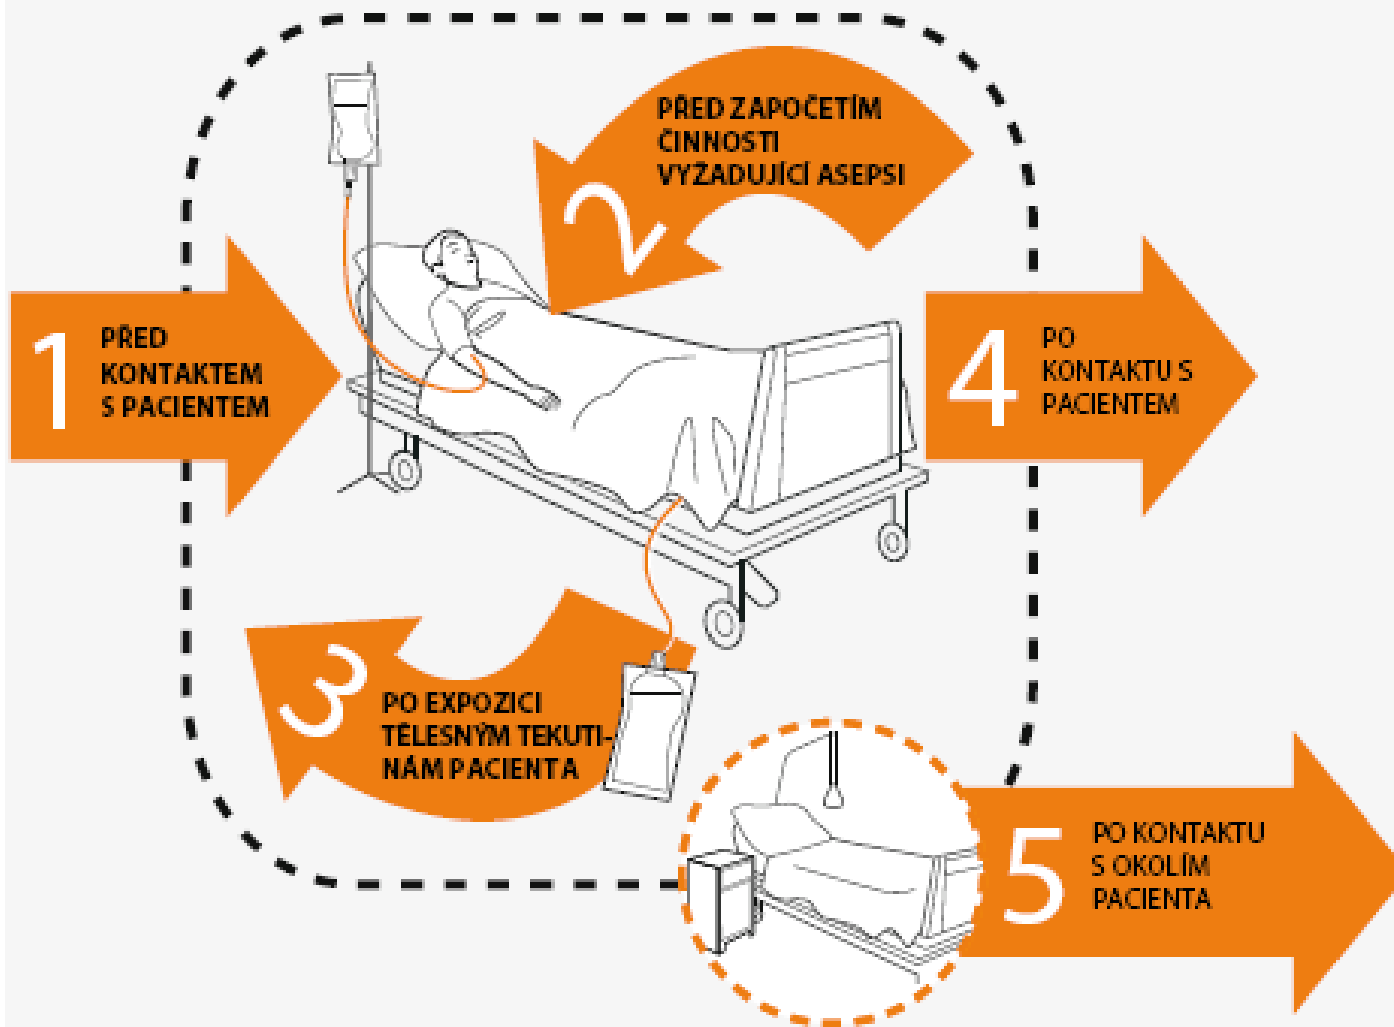 1
PŘED
KONTAKTEM
S PACIENTEM
2
PŘED ZAPOČETÍM
ČINNOSTI
VYŽADUJÍCÍ ASEPSI
3
PO EXPOZICI
TĚLESNÝM TEKUTI-
NÁM PACIENTA
4
PO
KONTAKTU S
PACIENTEM
5
PO KONTAKTU
S OKOLÍM
PACIENTA